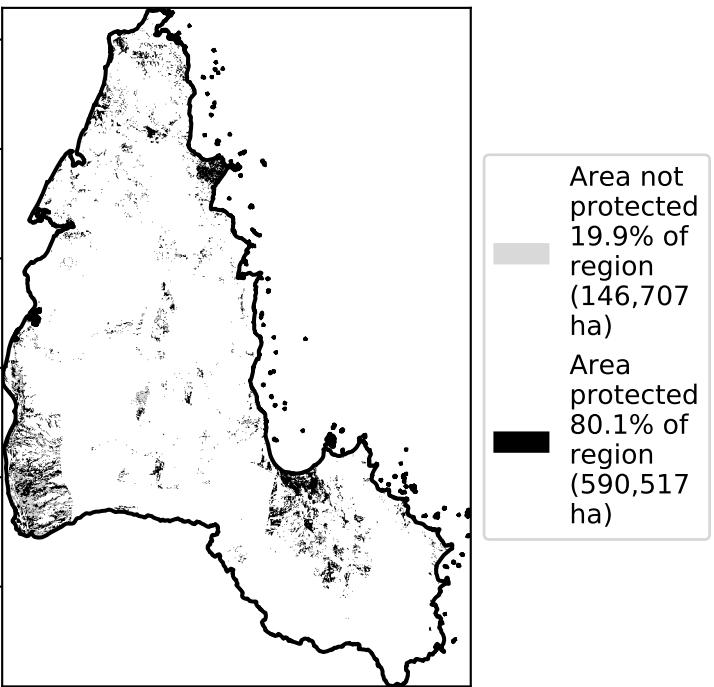 Area not
protected
19.9% of
region
(146,707
ha)
Area
protected
80.1% of
region
(590,517
ha)